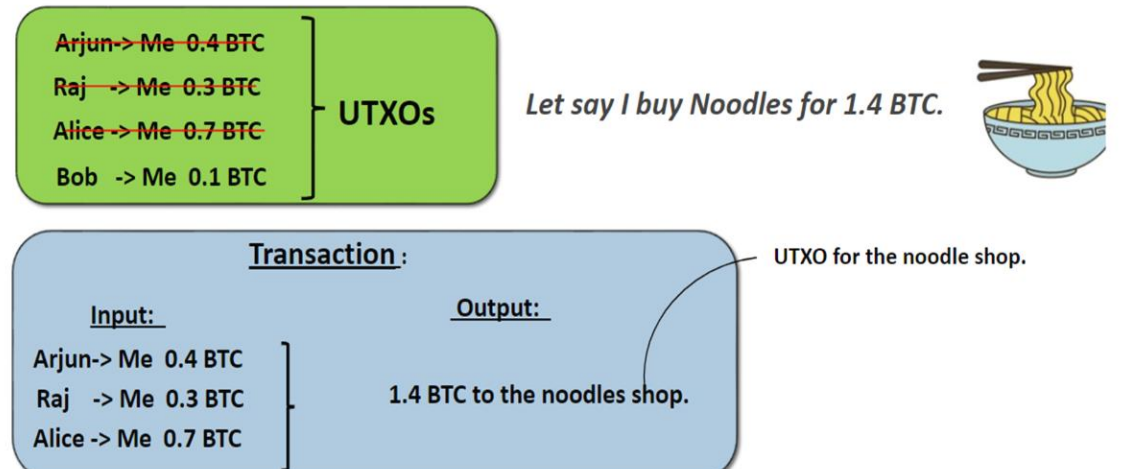 Arjun-> Me 0.4 BTC
Raj -> Me 0.3 BTC
Alice -> Me 0.7 BTC
Bob -> Me 0.1 BTC
UTXOs
Let say I buy Noodles for 1.4 BTC.
Transaction :
UTXO for the noodle shop.
Input:
Output:
Arjun-> Me 0.4 BTC
Raj -> Me 0.3 BTC
Alice -> Me 0.7 BTC
1.4 BTC to the noodles shop.